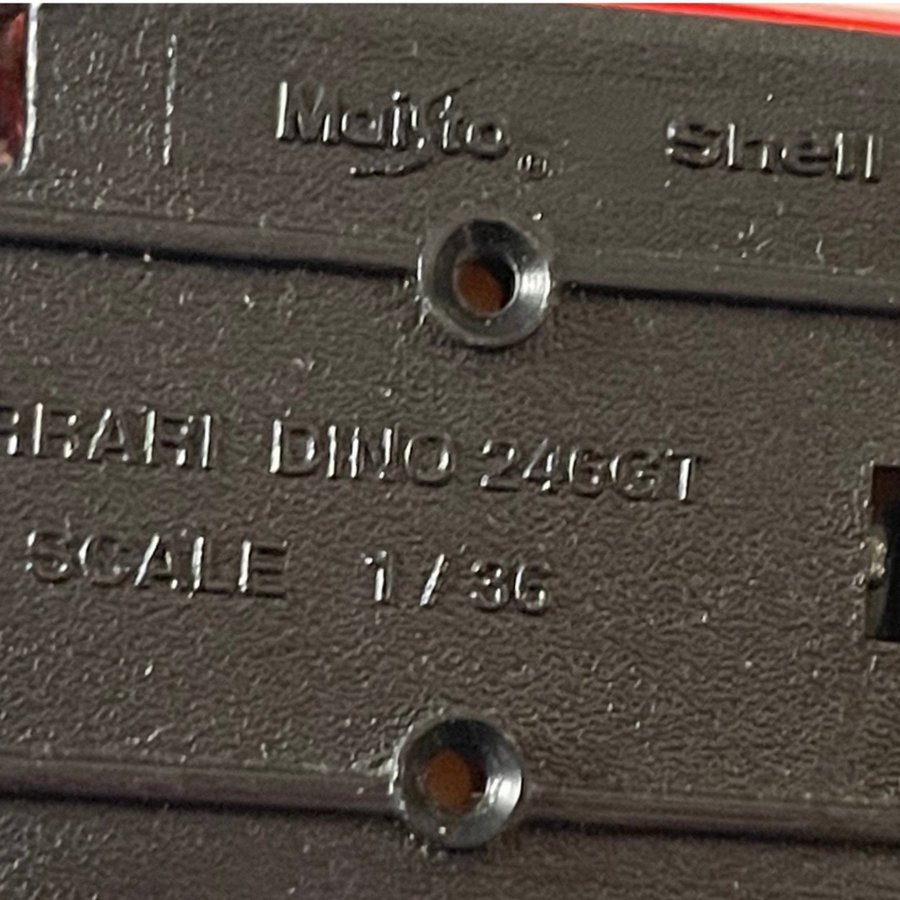 Maisto® Shell
RRARI DINO 246GT
SCALE 1/36